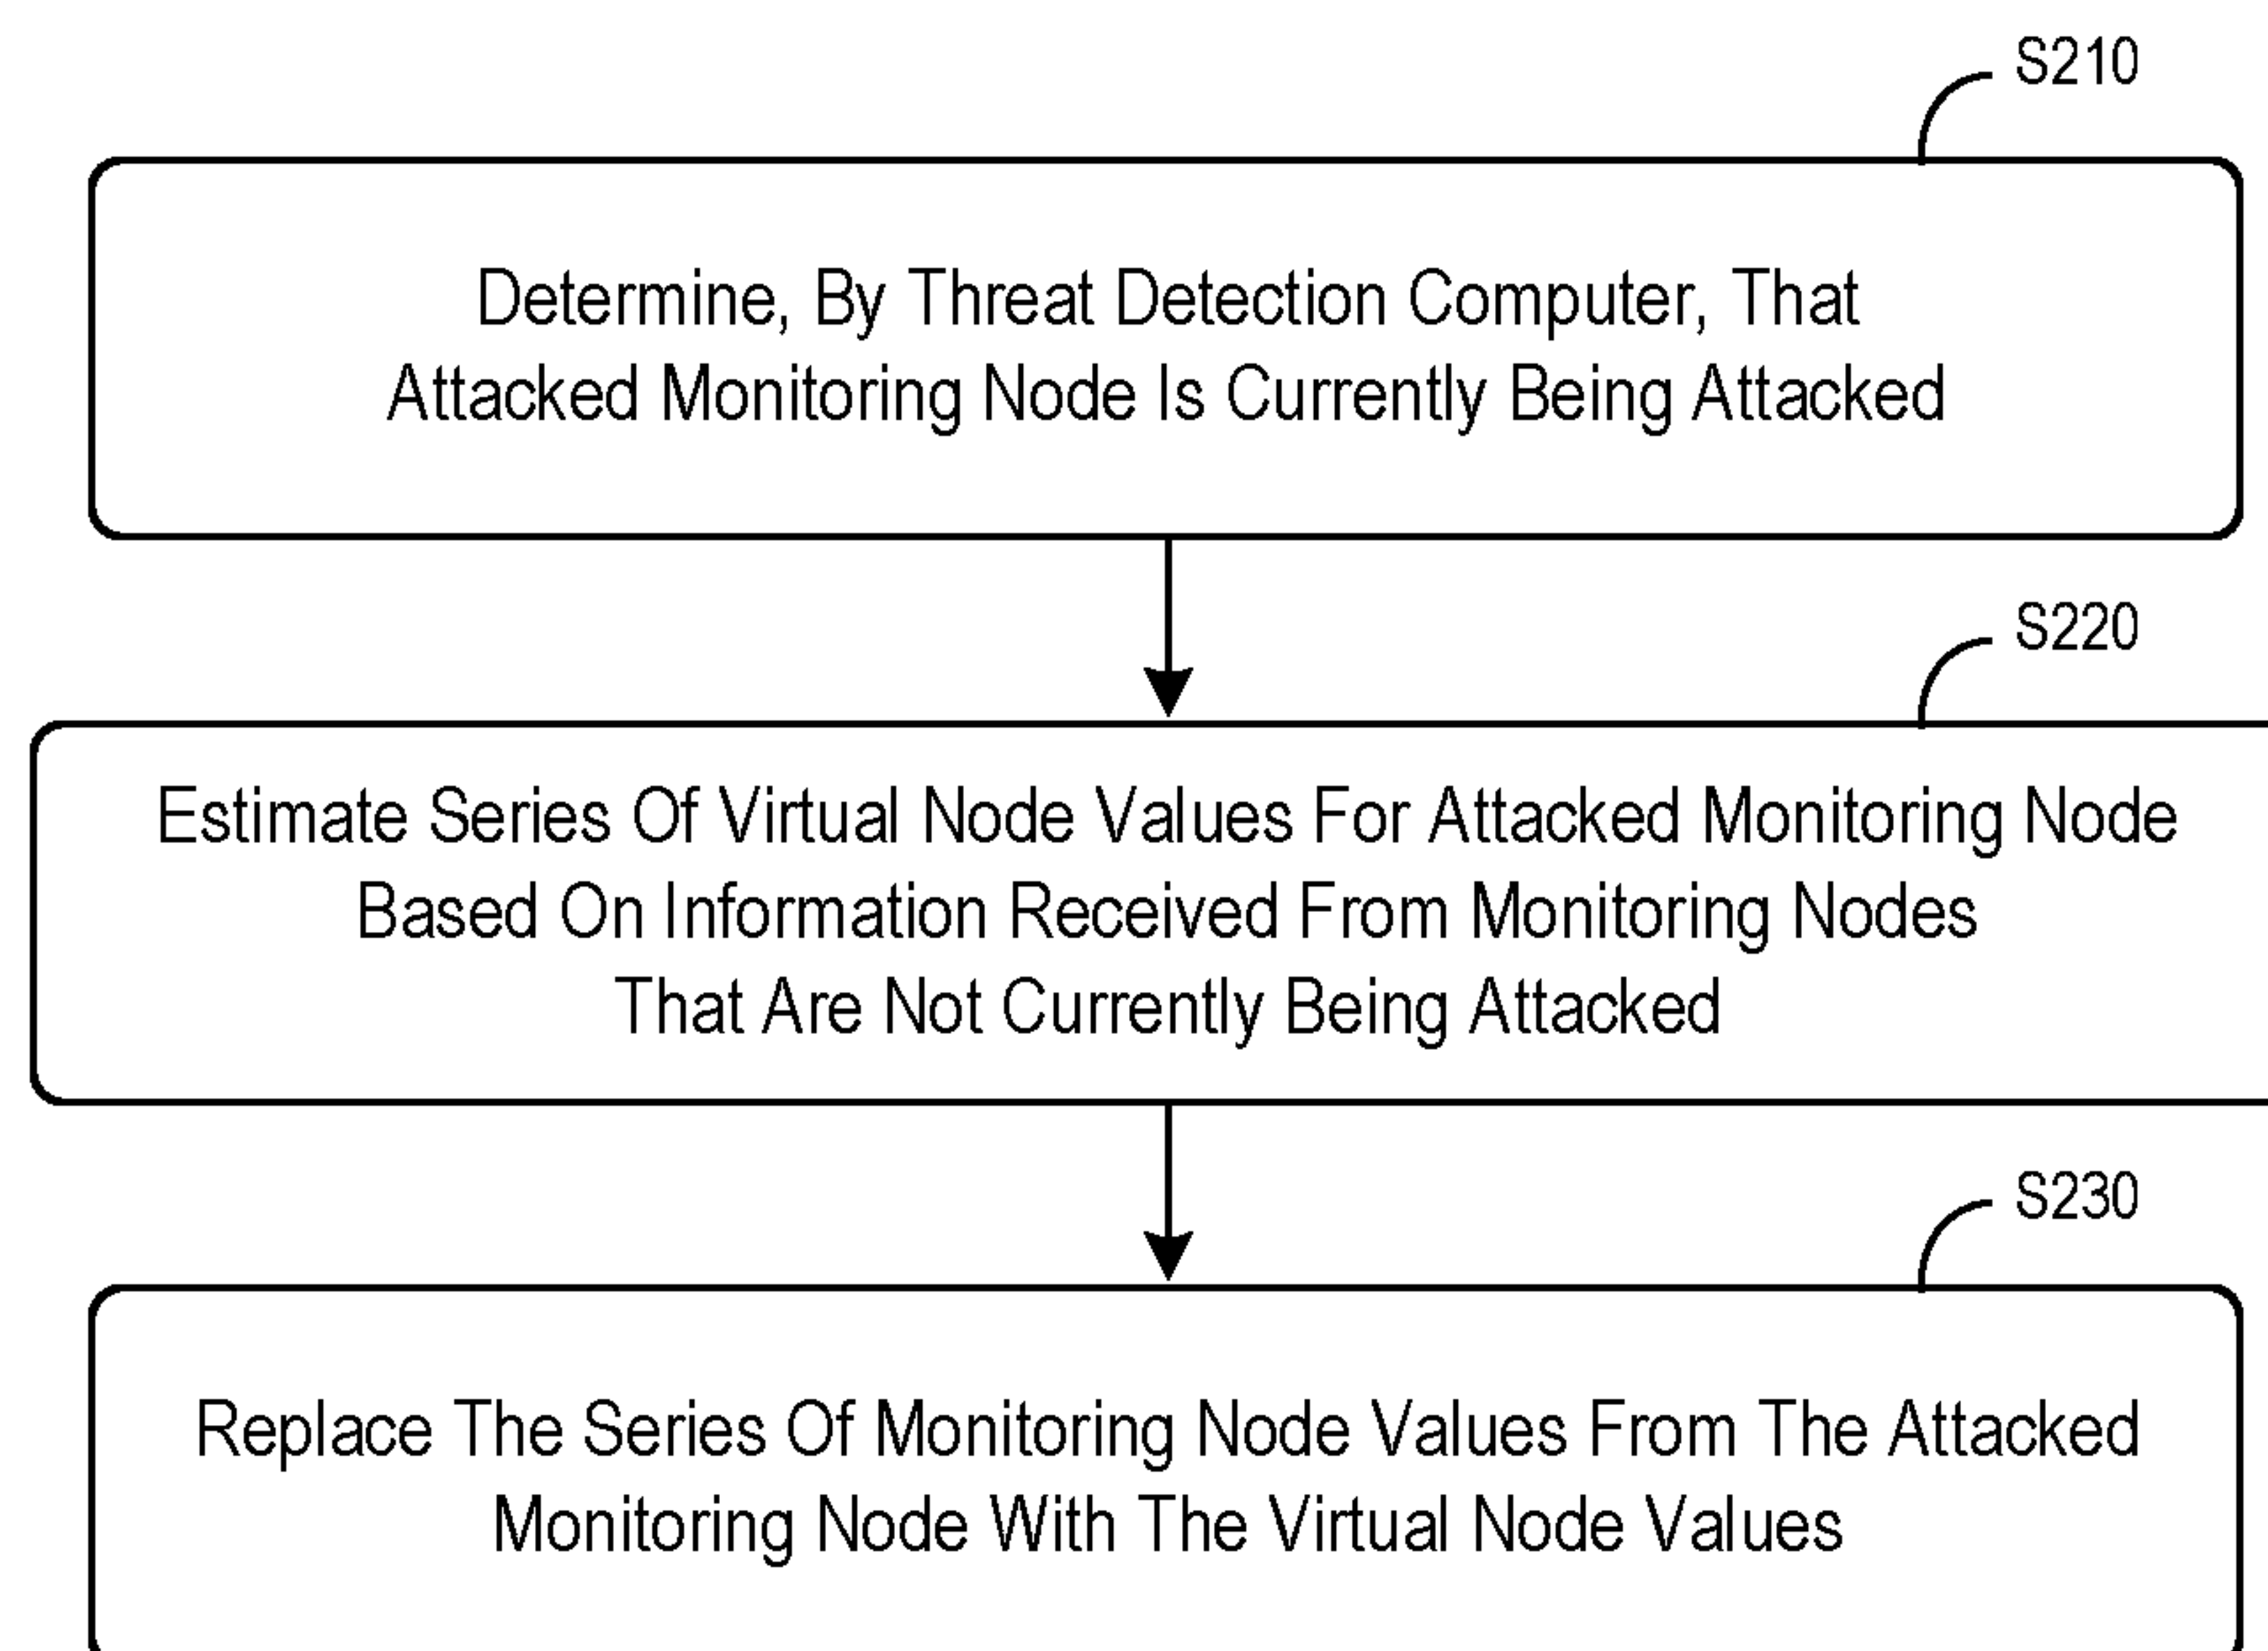 S210
Determine, By Threat Detection Computer, That
Attacked Monitoring Node Is Currently Being Attacked
S220
Estimate Series Of Virtual Node Values For Attacked Monitoring Node
Based On Information Received From Monitoring Nodes
That Are Not Currently Being Attacked
S230
Replace The Series Of Monitoring Node Values From The Attacked
Monitoring Node With The Virtual Node Values